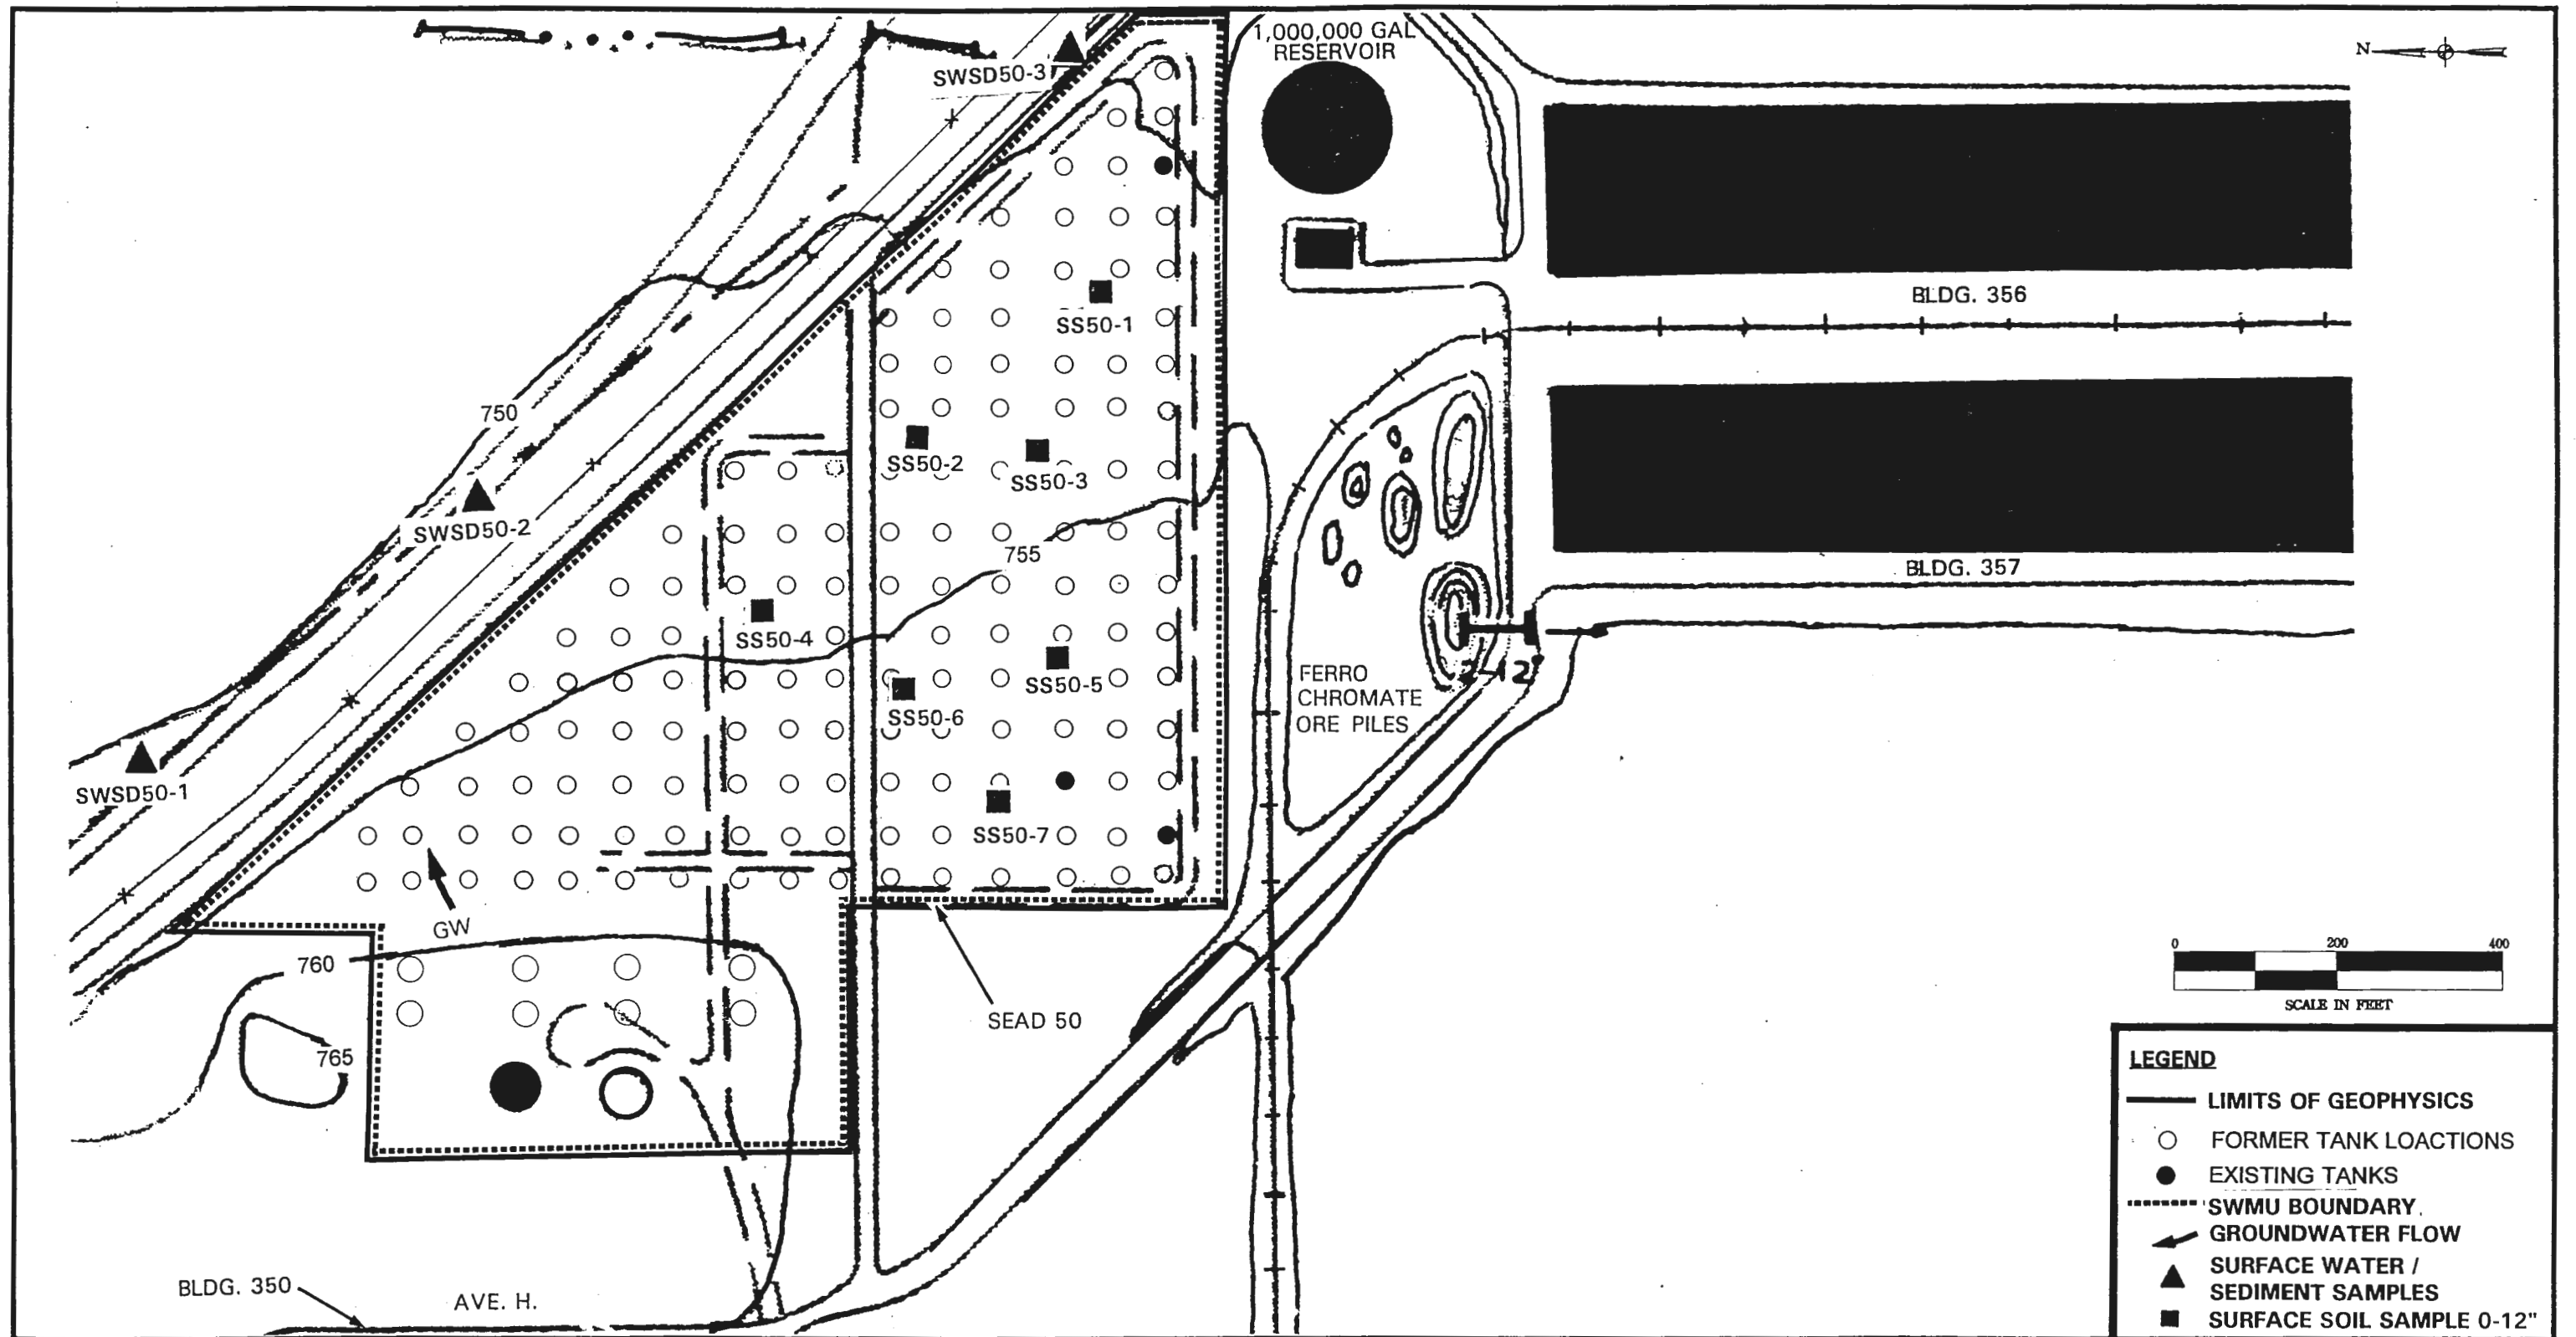 1,000,000 GAL
RESERVOIR
N
SWSD50-3
BLDG. 356
SS50-1
750
SS50-2
SS50-3
SWSD50-2
755
BLDG. 357
SS50-4
FERRO
CHROMATE
ORE PILES
2-12"
SS50-5
SS50-6
SWSD50-1
SS50-7
GW
760
SEAD 50
765
0 200 400
SCALE IN FEET
BLDG. 350
AVE. H.
LEGEND
LIMITS OF GEOPHYSICS
FORMER TANK LOACTIONS
EXISTING TANKS
SWMU BOUNDARY
GROUNDWATER FLOW
SURFACE WATER /
SEDIMENT SAMPLES
SURFACE SOIL SAMPLE 0-12"